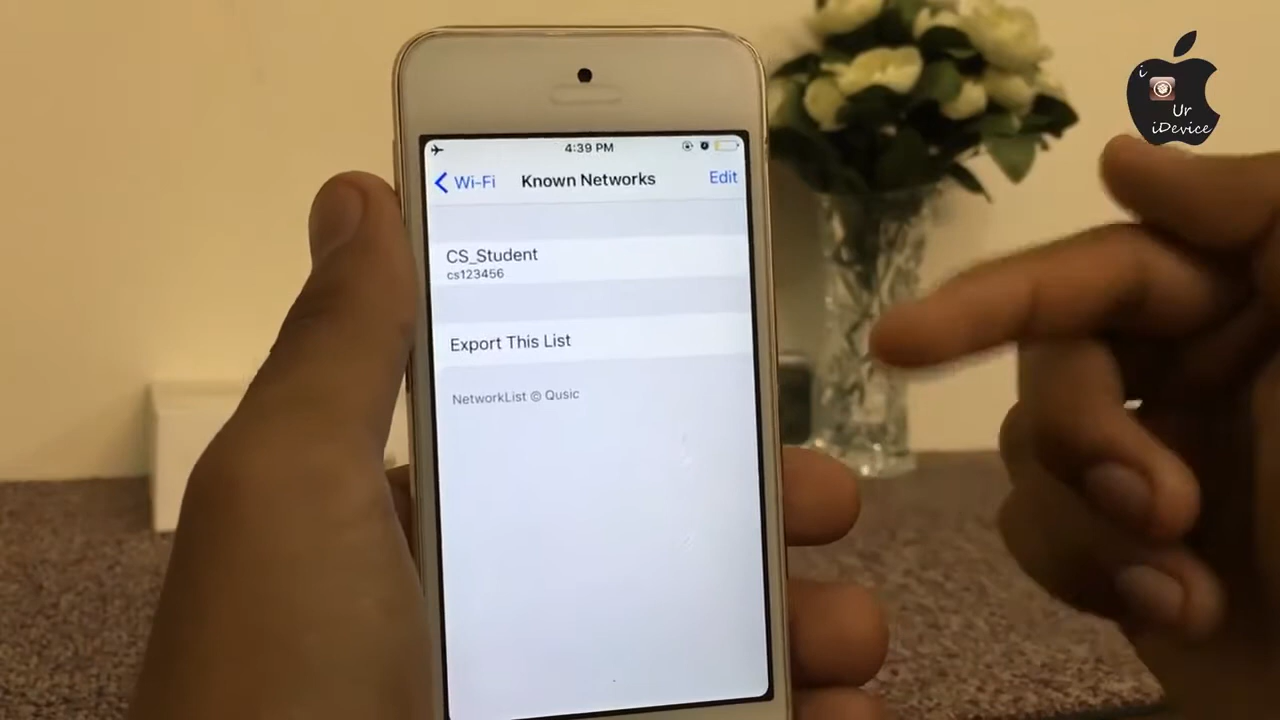 4:39 PM
Wi-Fi Known Networks Edit
CS_Student
cs123456
Export This List
NetworkList © Qusic
i
Ur
iDevice